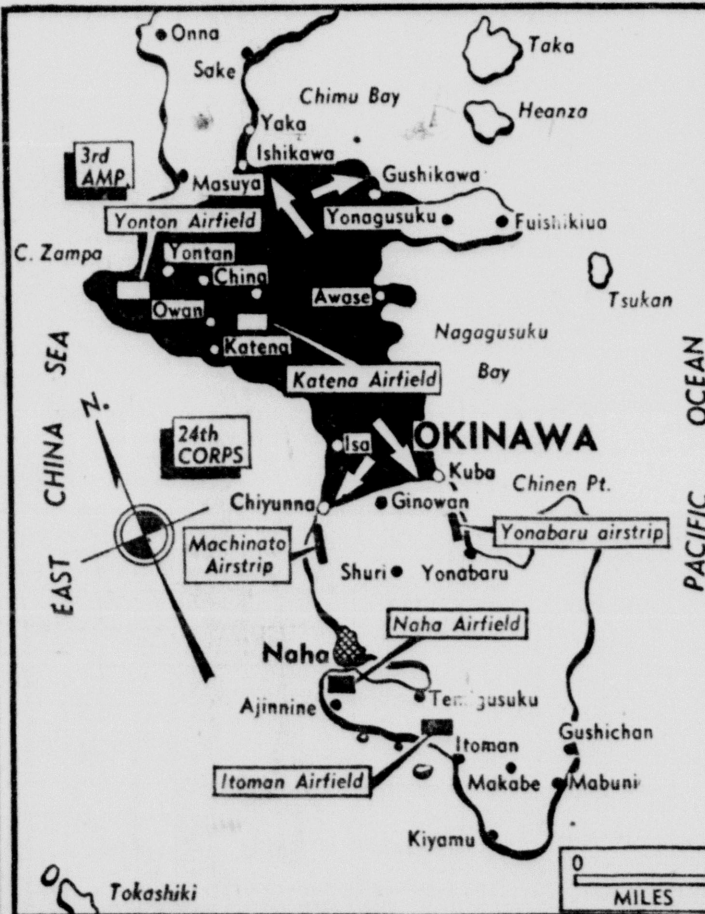 Onna
Taka
Sake
Chimu Bay
Heanza
Yaka
3rd
AMP.
Ishikawa
Masuya
Gushikawa
Yonton Airfield
Yonagusuku
Fuishikiua
C. Zampa
Yontan
China
Tsukan
Awase
Owan
Nagagusuku
Bay
Katena
Katena Airfield
EAST CHINA SEA
PACIFIC OCEAN
N.
24th
CORPS
Isa
OKINAWA
Kuba
Chinen Pt.
Chiyunna
Ginowan
Machinato
Airstrip
Yonabaru airstrip
Shuri
Yonabaru
Naha Airfield
Naha
Ajinnine
Gushichan
Itoman
Itoman Airfield
Makabe
Mabuni
Kiyamu
0
MILES
Tokashiki